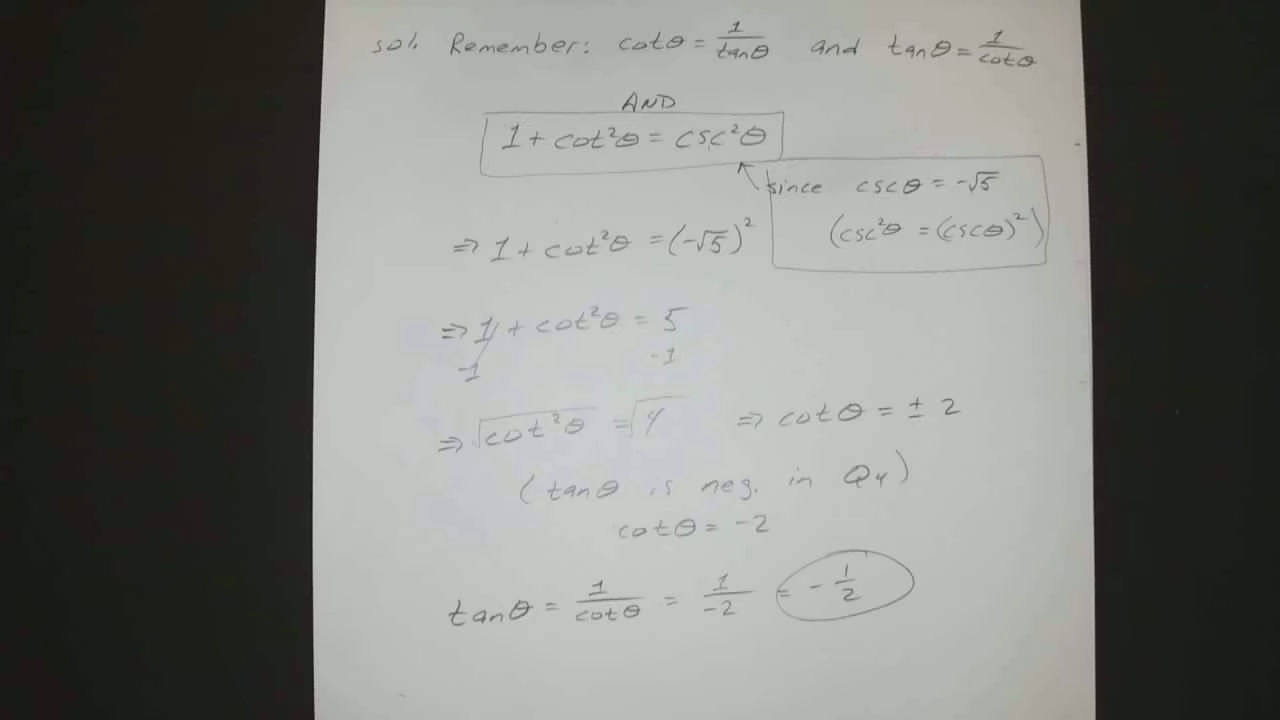 sol. Remember: cotθ = 1/tanθ and tanθ = 1/cotθ
AND
1 + cot²θ = csc²θ
since cscθ = -√5
(csc²θ = (cscθ)²)
⇒ 1 + cot²θ = (-√5)²
⇒ 1 + cot²θ = 5
-1 -1
⇒ √cot²θ = √4 ⇒ cotθ = ± 2
(tanθ is neg. in Q4)
cotθ = -2
tanθ = 1/cotθ = 1/-2 = -1/2